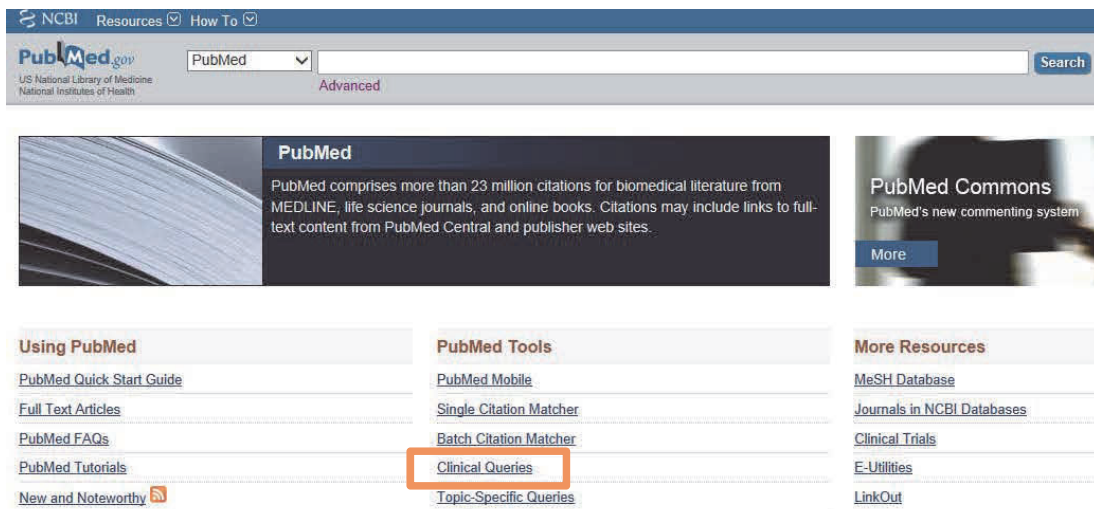 NCBI Resources How To
PubMed.gov
US National Library of Medicine
National Institutes of Health
PubMed
Search
Advanced
PubMed
PubMed comprises more than 23 million citations for biomedical literature from
MEDLINE, life science journals, and online books. Citations may include links to full-
text content from PubMed Central and publisher web sites.
PubMed Commons
PubMed's new commenting system
More
Using PubMed
PubMed Quick Start Guide
Full Text Articles
PubMed FAQs
PubMed Tutorials
New and Noteworthy
PubMed Tools
PubMed Mobile
Single Citation Matcher
Batch Citation Matcher
Clinical Queries
Topic-Specific Queries
More Resources
MeSH Database
Journals in NCBI Databases
Clinical Trials
E-Utilities
LinkOut